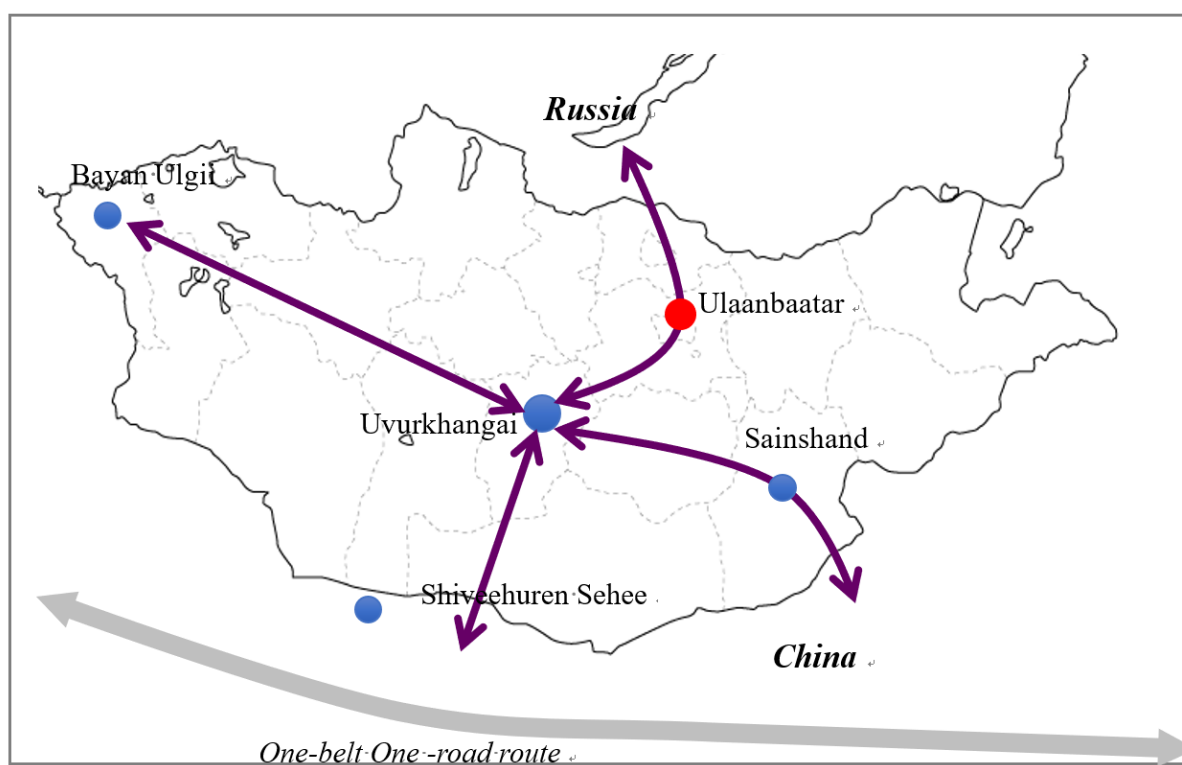 Russia
Bayan Ulgii
Ulaanbaatar
Uvurkhangai
Sainshand
Shiveehuren Sehee
China
One-belt One--road route